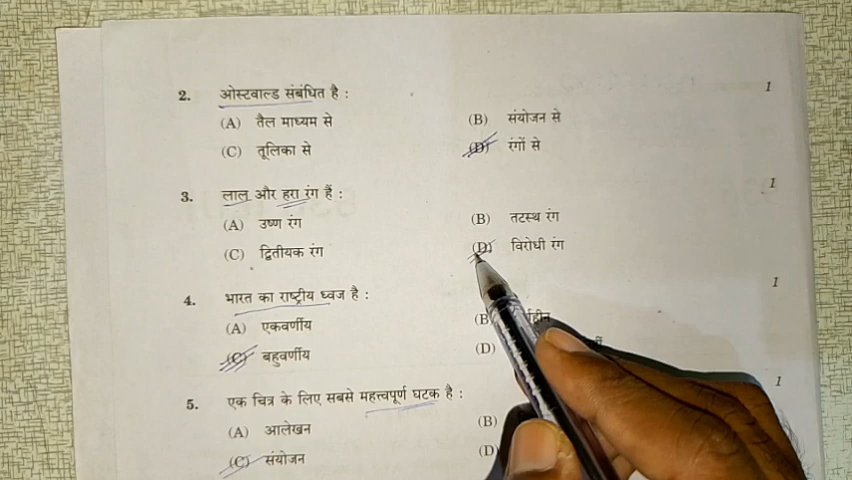 2. ओस्टवाल्ड संबंधित है : 1
(A) तैल माध्यम से (B) संयोजन से
(C) तूलिका से (D) रंगों से
3. लाल और हरा रंग हैं : 1
(A) उष्ण रंग (B) तटस्थ रंग
(C) द्वितीयक रंग (D) विरोधी रंग
4. भारत का राष्ट्रीय ध्वज है : 1
(A) एकवर्णीय (B)
(C) बहुवर्णीय (D)
5. एक चित्र के लिए सबसे महत्त्वपूर्ण घटक है : 1
(A) आलेखन (B)
(C) संयोजन (D)